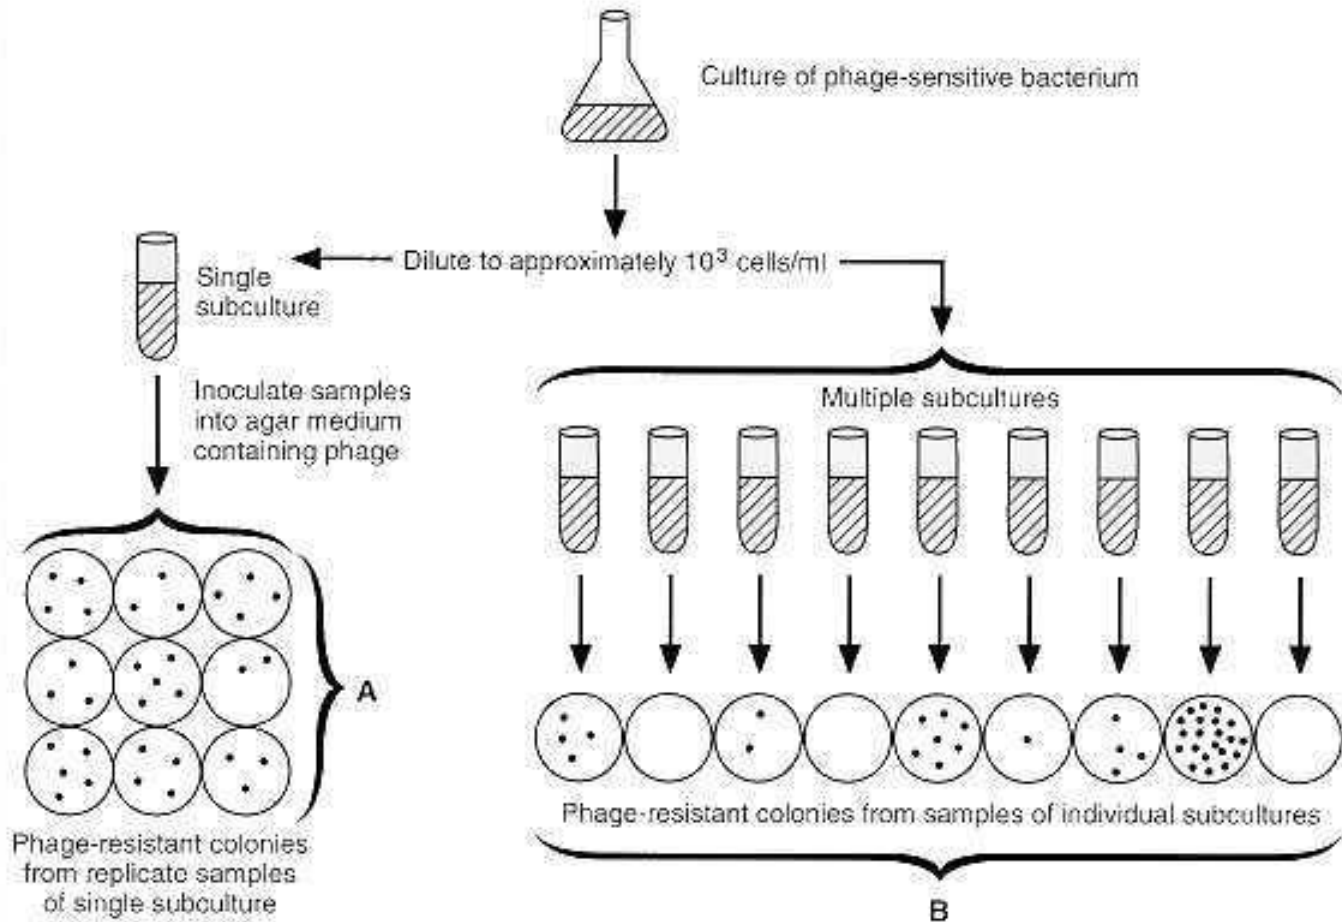 Culture of phage-sensitive bacterium
Dilute to approximately 10³ cells/ml
Single
subculture
Inoculate samples
into agar medium
containing phage
Multiple subcultures
A
Phage-resistant colonies
from replicate samples
of single subculture
Phage-resistant colonies from samples of individual subcultures
B